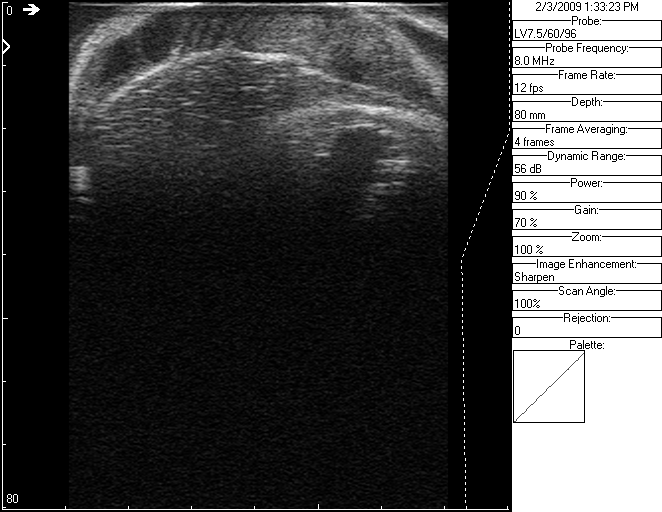 0
80
2/3/2009 1:33:23 PM
Probe:
LV7.5/60/96
Probe Frequency:
8.0 MHz
Frame Rate:
12 fps
Depth:
80 mm
Frame Averaging:
4 frames
Dynamic Range:
56 dB
Power:
90 %
Gain:
70 %
Zoom:
100 %
Image Enhancement:
Sharpen
Scan Angle:
100%
Rejection:
0
Palette: